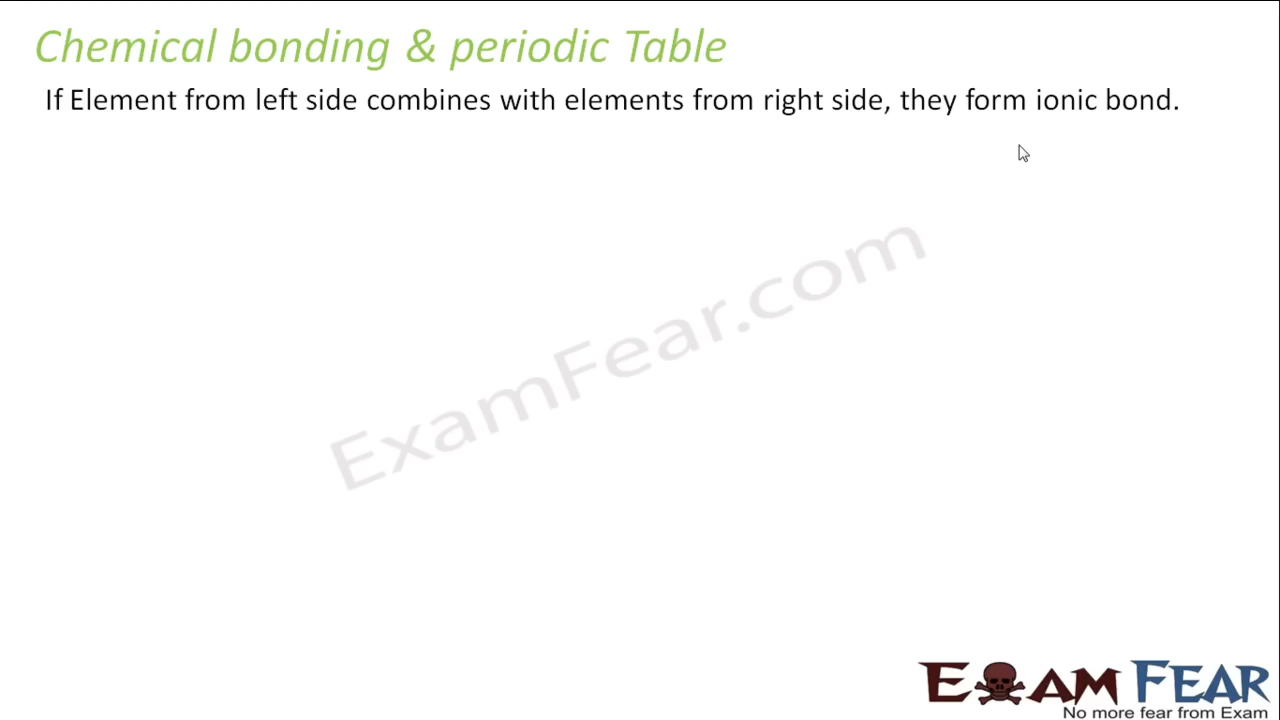 Chemical bonding & periodic Table
If Element from left side combines with elements from right side, they form ionic bond.
ExamFear.com
EXAM FEAR
No more fear from Exam